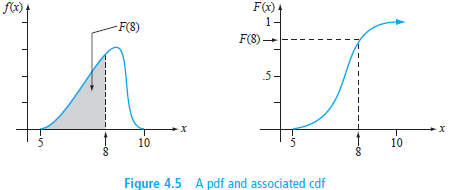 f(x)
F(8)
5
8
10
x
F(x)
1
F(8)
.5
5
8
10
x
Figure 4.5 A pdf and associated cdf